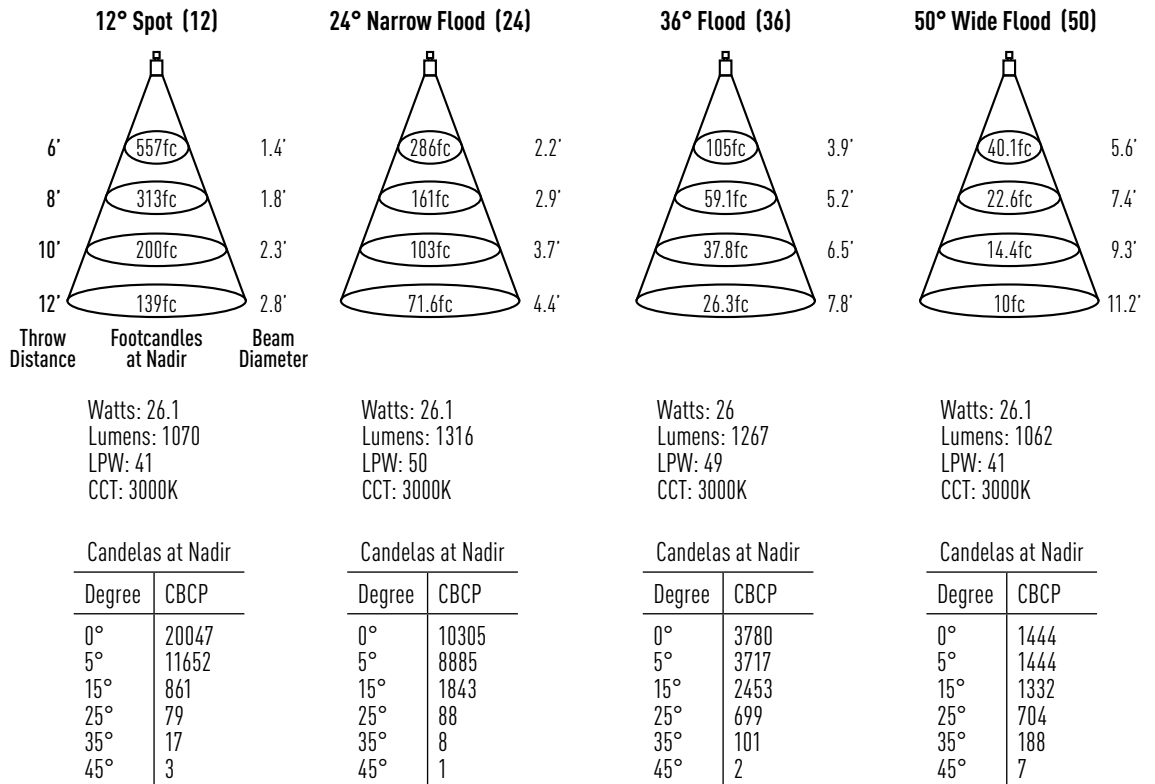 12° Spot (12)
24° Narrow Flood (24)
36° Flood (36)
50° Wide Flood (50)
6' 557fc 1.4' 286fc 2.2' 105fc 3.9' 40.1fc 5.6'
8' 313fc 1.8' 161fc 2.9' 59.1fc 5.2' 22.6fc 7.4'
10' 200fc 2.3' 103fc 3.7' 37.8fc 6.5' 14.4fc 9.3'
12' 139fc 2.8' 71.6fc 4.4' 26.3fc 7.8' 10fc 11.2'
Throw
Distance
Footcandles
at Nadir
Beam
Diameter
Watts: 26.1
Lumens: 1070
LPW: 41
CCT: 3000K
Watts: 26.1
Lumens: 1316
LPW: 50
CCT: 3000K
Watts: 26
Lumens: 1267
LPW: 49
CCT: 3000K
Watts: 26.1
Lumens: 1062
LPW: 41
CCT: 3000K
Candelas at Nadir
Degree CBCP
0° 20047
5° 11652
15° 861
25° 79
35° 17
45° 3
Candelas at Nadir
Degree CBCP
0° 10305
5° 8885
15° 1843
25° 88
35° 8
45° 1
Candelas at Nadir
Degree CBCP
0° 3780
5° 3717
15° 2453
25° 699
35° 101
45° 2
Candelas at Nadir
Degree CBCP
0° 1444
5° 1444
15° 1332
25° 704
35° 188
45° 7